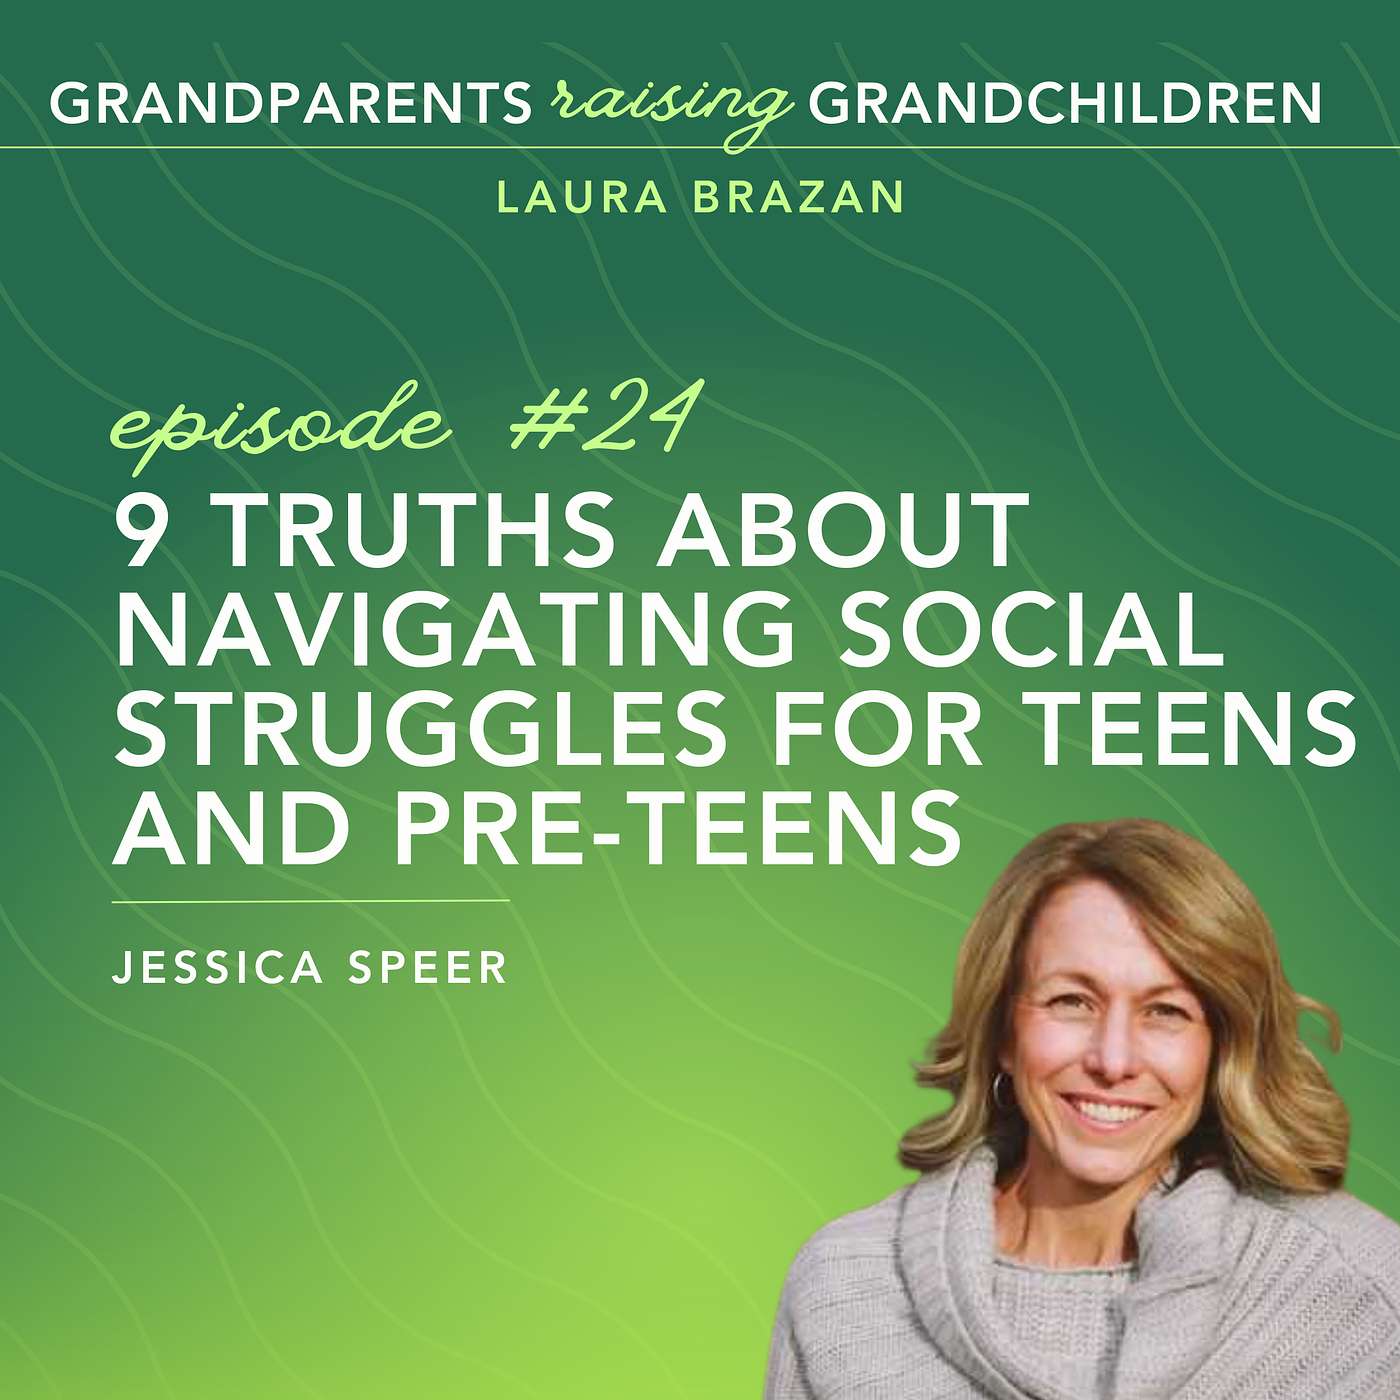 GRANDPARENTS raising GRANDCHILDREN
LAURA BRAZAN
episode #24
9 TRUTHS ABOUT
NAVIGATING SOCIAL
STRUGGLES FOR TEENS
AND PRE-TEENS
JESSICA SPEER